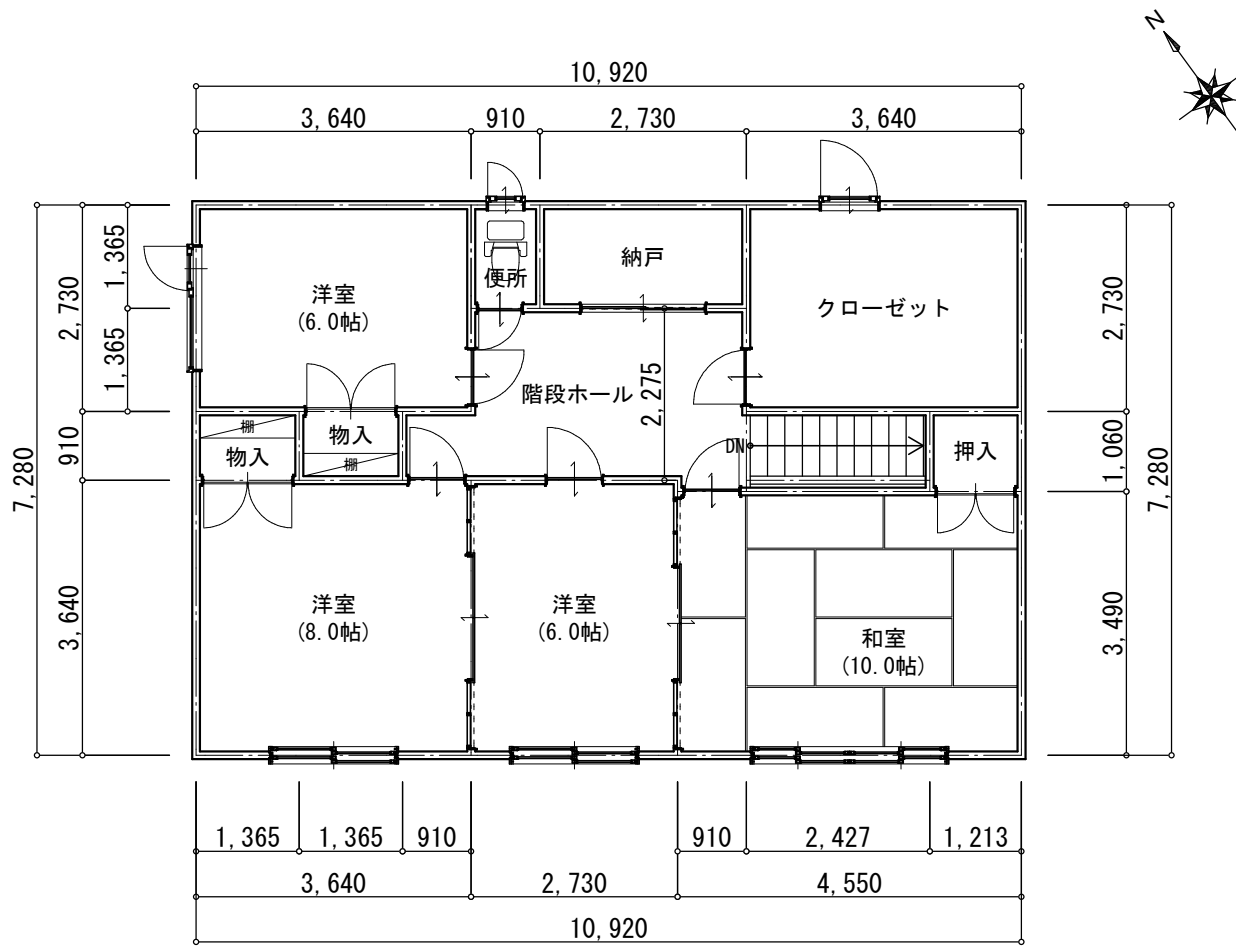 N
10,920
3,640
910
2,730
3,640
7,280
2,730
910
3,640
1,365
1,365
洋室
(6.0帖)
便所
納戸
クローゼット
階段ホール
2,275
棚
物入
物入
棚
DN
押入
洋室
(8.0帖)
洋室
(6.0帖)
和室
(10.0帖)
2,730
1,060
3,490
7,280
1,365
1,365
910
910
2,427
1,213
3,640
2,730
4,550
10,920